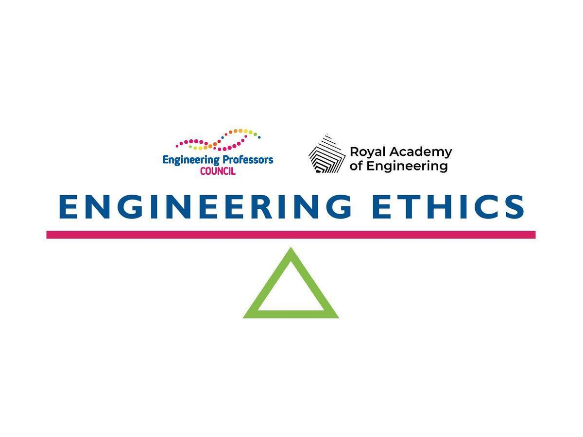 Engineering Professors
COUNCIL
Royal Academy
of Engineering
ENGINEERING ETHICS